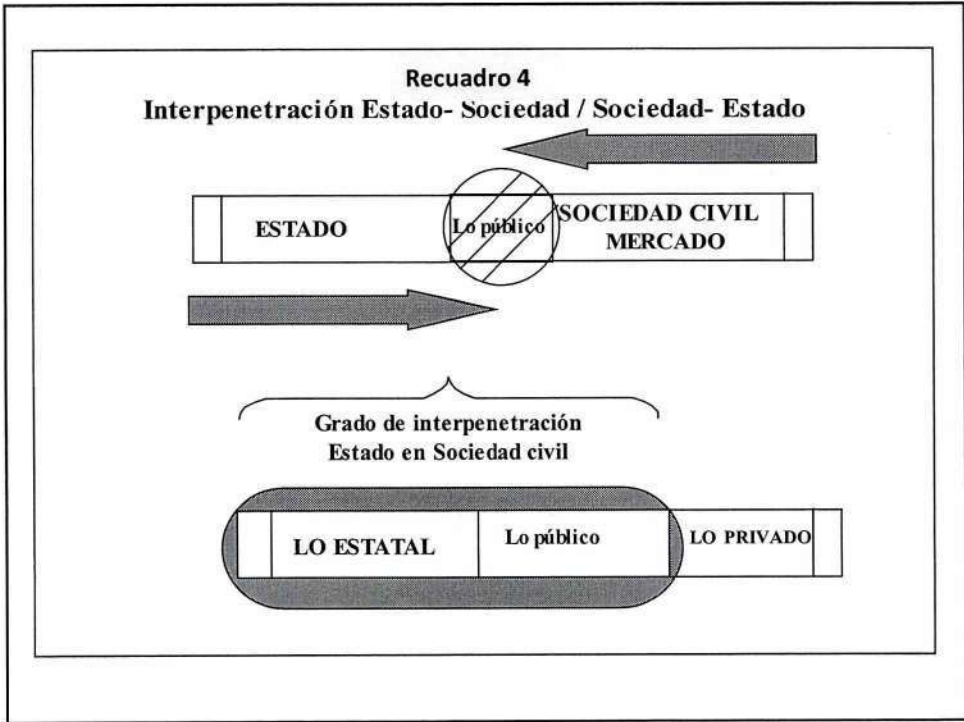 Recuadro 4
Interpenetración Estado- Sociedad / Sociedad- Estado
ESTADO
Lo público
SOCIEDAD CIVIL
MERCADO
Grado de interpenetración
Estado en Sociedad civil
LO ESTATAL
Lo público
LO PRIVADO